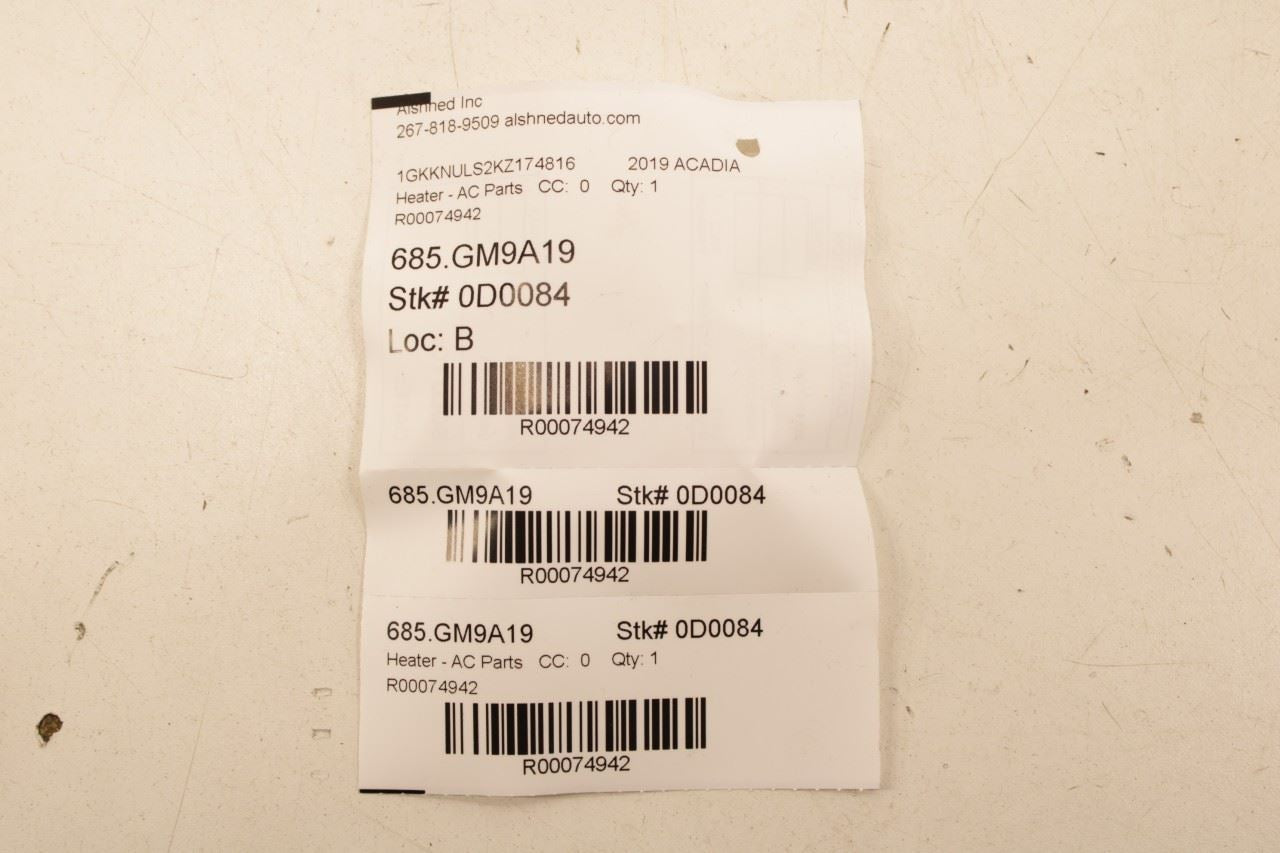 Alshned Inc
267-818-9509 alshnedauto.com
1GKKNULS2KZ174816 2019 ACADIA
Heater - AC Parts CC: 0 Qty: 1
R00074942
685.GM9A19
Stk# 0D0084
Loc: B
R00074942
685.GM9A19 Stk# 0D0084
R00074942
685.GM9A19 Stk# 0D0084
Heater - AC Parts CC: 0 Qty: 1
R00074942
R00074942